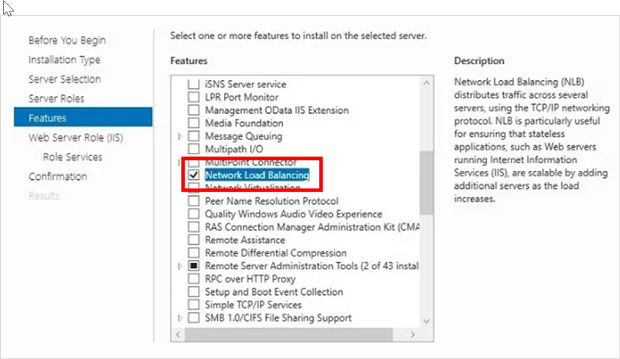 Select one or more features to install on the selected server.
Before You Begin
Installation Type
Server Selection
Server Roles
Features
Web Server Role (IIS)
Role Services
Confirmation
Results
Features
iSNS Server service
LPR Port Monitor
Management OData IIS Extension
Media Foundation
Message Queuing
Multipath I/O
MultiPoint Connector
Network Load Balancing
Network Virtualization
Peer Name Resolution Protocol
Quality Windows Audio Video Experience
RAS Connection Manager Administration Kit (CMA
Remote Assistance
Remote Differential Compression
Remote Server Administration Tools (2 of 43 instal
RPC over HTTP Proxy
Setup and Boot Event Collection
Simple TCP/IP Services
SMB 1.0/CIFS File Sharing Support
Description
Network Load Balancing (NLB)
distributes traffic across several
servers, using the TCP/IP networking
protocol. NLB is particularly useful
for ensuring that stateless
applications, such as Web servers
running Internet Information
Services (IIS), are scalable by adding
additional servers as the load
increases.